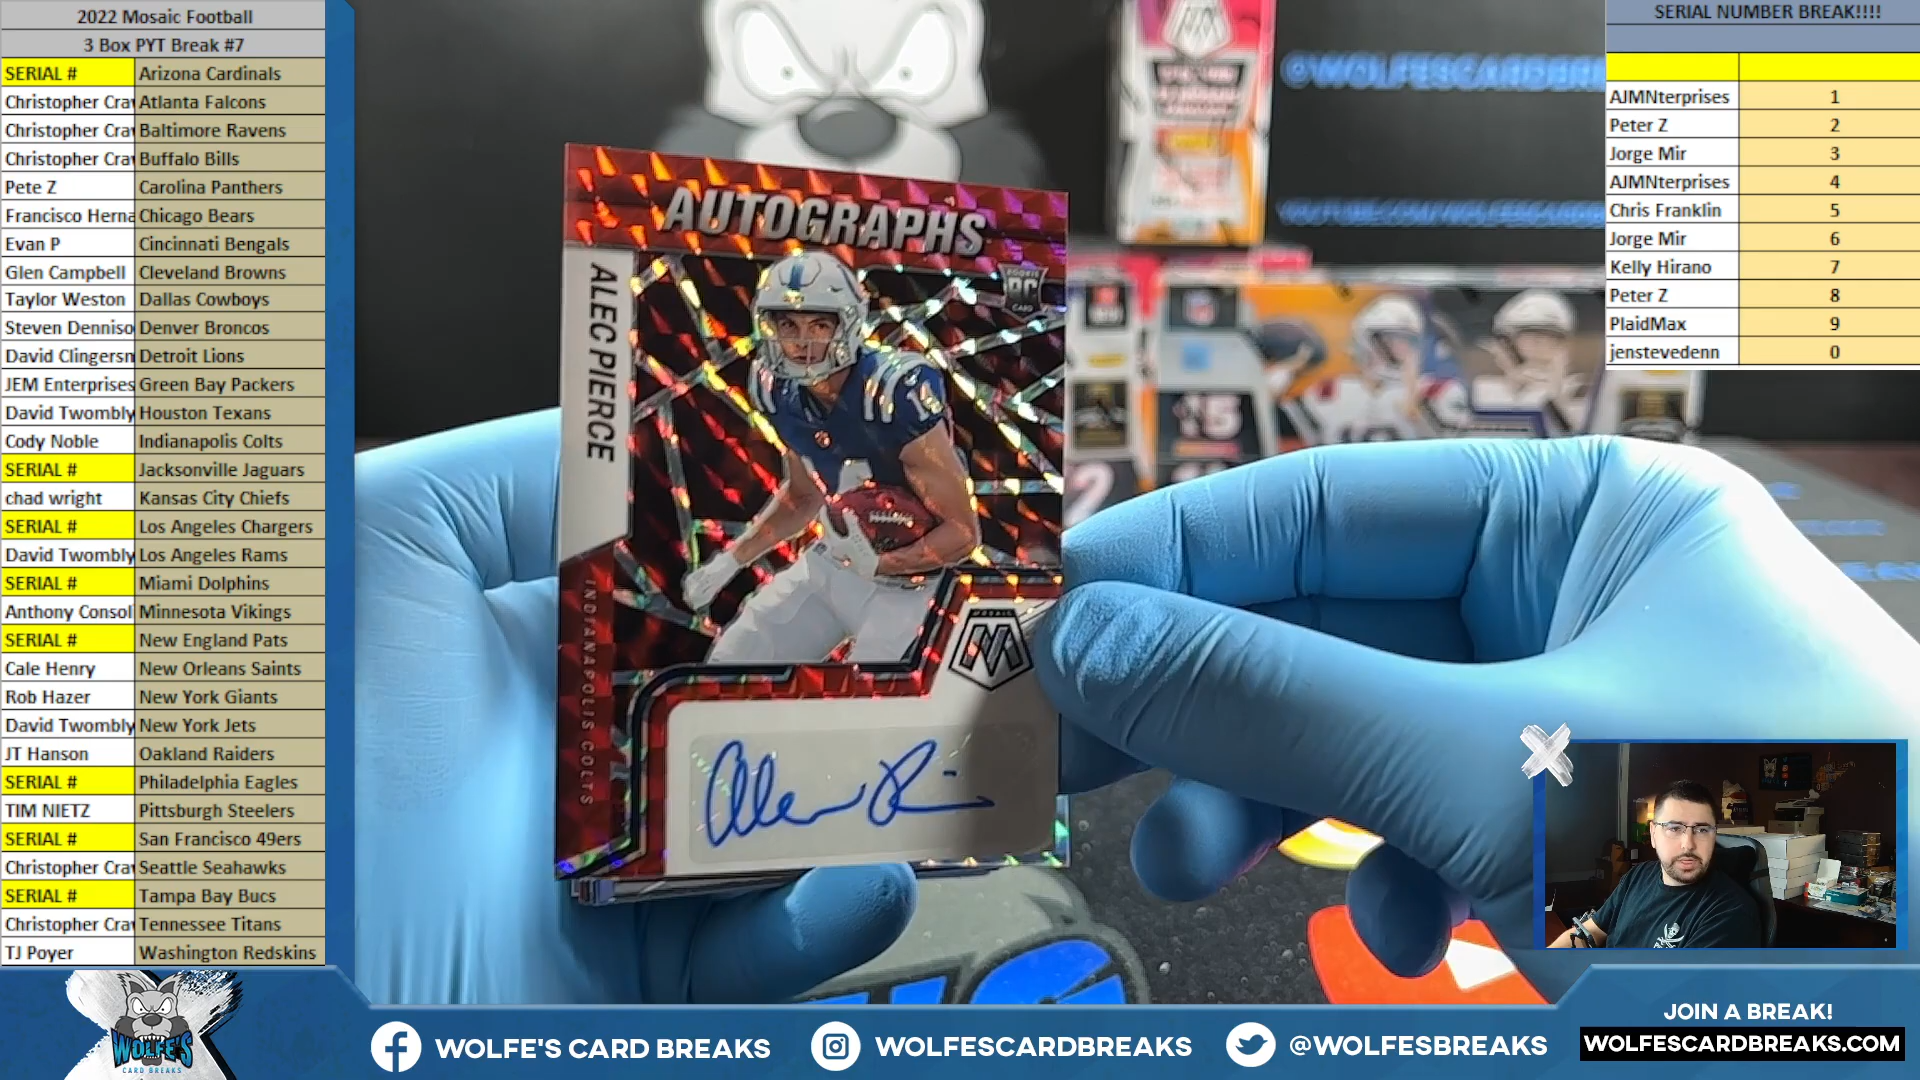 2022 Mosaic Football
3 Box PYT Break #7
SERIAL # Arizona Cardinals
Christopher Cra Atlanta Falcons
Christopher Cra Baltimore Ravens
Christopher Cra Buffalo Bills
Pete Z Carolina Panthers
Francisco Herna Chicago Bears
Evan P Cincinnati Bengals
Glen Campbell Cleveland Browns
Taylor Weston Dallas Cowboys
Steven Denniso Denver Broncos
David Clingersn Detroit Lions
JEM Enterprises Green Bay Packers
David Twombly Houston Texans
Cody Noble Indianapolis Colts
SERIAL # Jacksonville Jaguars
chad wright Kansas City Chiefs
SERIAL # Los Angeles Chargers
David Twombly Los Angeles Rams
SERIAL # Miami Dolphins
Anthony Consol Minnesota Vikings
SERIAL # New England Pats
Cale Henry New Orleans Saints
Rob Hazer New York Giants
David Twombly New York Jets
JT Hanson Oakland Raiders
SERIAL # Philadelphia Eagles
TIM NIETZ Pittsburgh Steelers
SERIAL # San Francisco 49ers
Christopher Cra Seattle Seahawks
SERIAL # Tampa Bay Bucs
Christopher Cra Tennessee Titans
TJ Poyer Washington Redskins
AUTOGRAPHS
ALEC PIERCE
ROOKIE
RC
CARD
INDIANAPOLIS COLTS
MOSAIC
M
@WOLFESCARDBRE
SERIAL NUMBER BREAK!!!!
AJMNterprises 1
Peter Z 2
Jorge Mir 3
AJMNterprises 4
Chris Franklin 5
Jorge Mir 6
Kelly Hirano 7
Peter Z 8
PlaidMax 9
jenstevedenn 0
WOLFE'S
CARD BREAKS
WOLFE'S CARD BREAKS
WOLFESCARDBREAKS
@WOLFESBREAKS
JOIN A BREAK!
WOLFESCARDBREAKS.COM